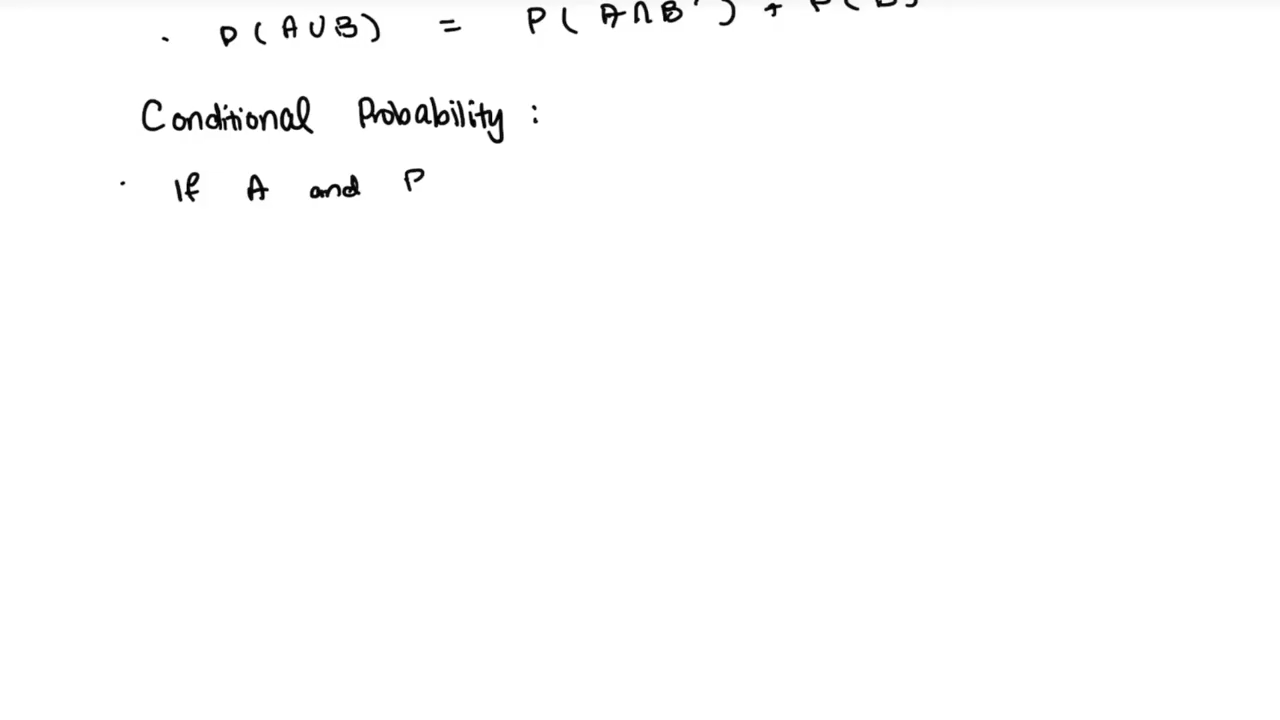 · P(A∪B) = P(A∩B') + P(B)
Conditional Probability :
· If A and P